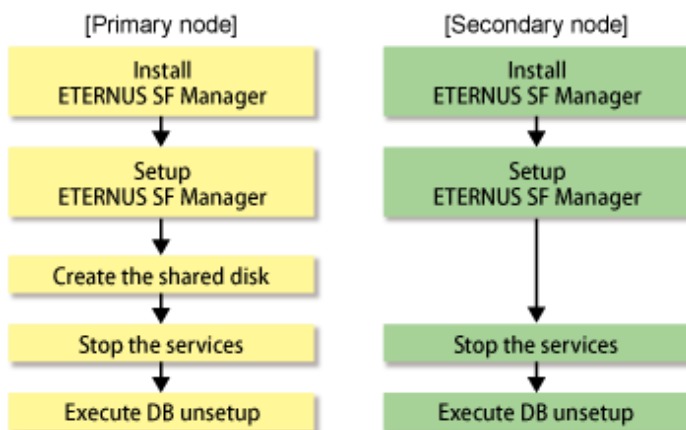 [Primary node]
Install
ETERNUS SF Manager
Setup
ETERNUS SF Manager
Create the shared disk
Stop the services
Execute DB unsetup
[Secondary node]
Install
ETERNUS SF Manager
Setup
ETERNUS SF Manager
Stop the services
Execute DB unsetup